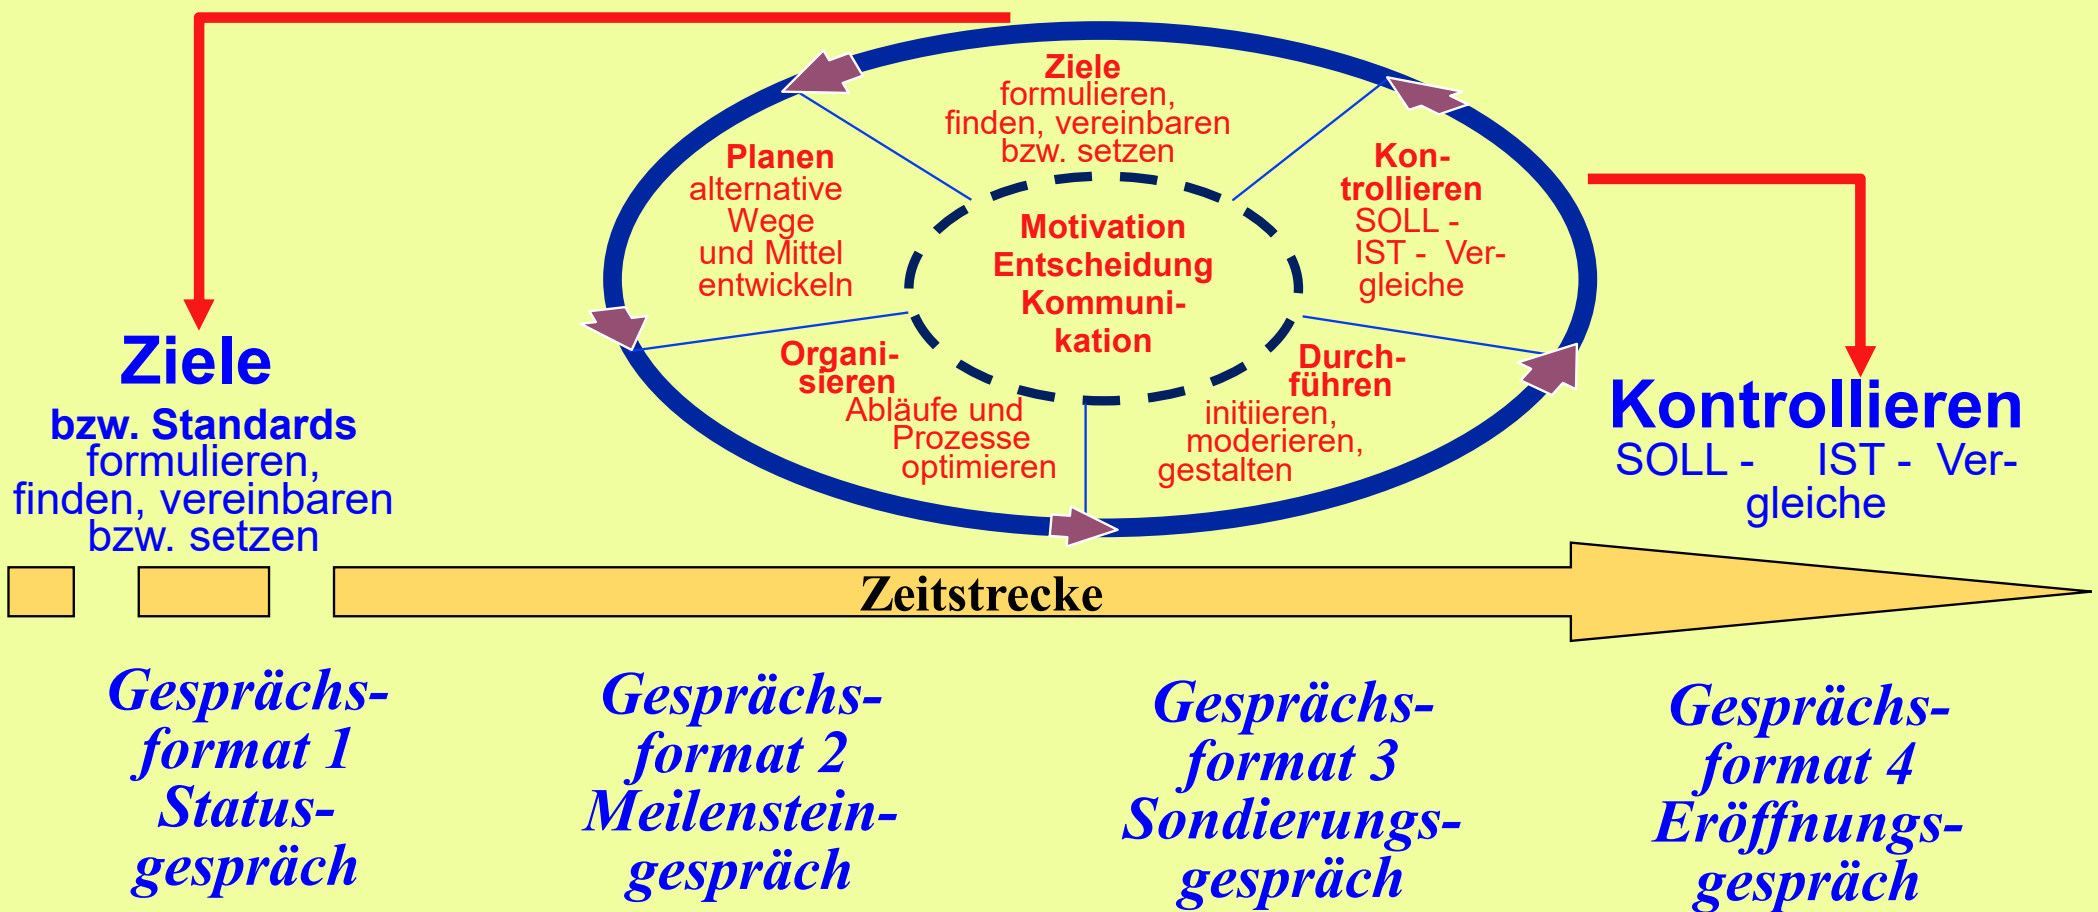 Ziele
formulieren,
finden, vereinbaren
bzw. setzen
Planen
alternative
Wege
und Mittel
entwickeln
Kon-
trollieren
SOLL -
IST - Ver-
gleiche
Motivation
Entscheidung
Kommuni-
kation
Organi-
sieren
Abläufe und
Prozesse
optimieren
Durch-
führen
initiieren,
moderieren,
gestalten
Ziele
bzw. Standards
formulieren,
finden, vereinbaren
bzw. setzen
Kontrollieren
SOLL - IST - Ver-
gleiche
Zeitstrecke
Gesprächs-
format 1
Status-
gespräch
Gesprächs-
format 2
Meilenstein-
gespräch
Gesprächs-
format 3
Sondierungs-
gespräch
Gesprächs-
format 4
Eröffnungs-
gespräch